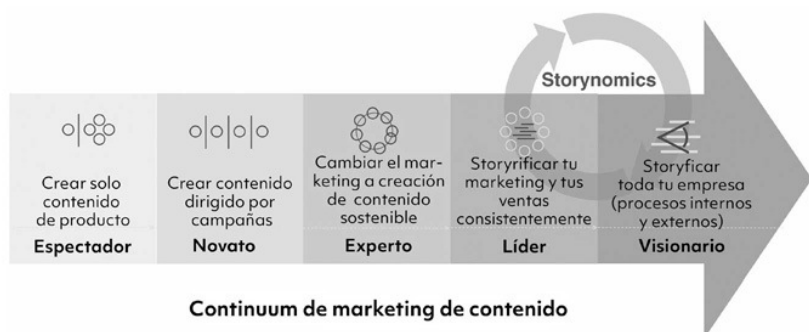 Storynomics
Crear solo
contenido
de producto
Espectador
Crear contenido
dirigido por
campañas
Novato
Cambiar el mar-
keting a creación
de contenido
sostenible
Experto
Storyrificar tu
marketing y tus
ventas
consistentemente
Líder
Storyficar
toda tu empresa
(procesos internos
y externos)
Visionario
Continuum de marketing de contenido